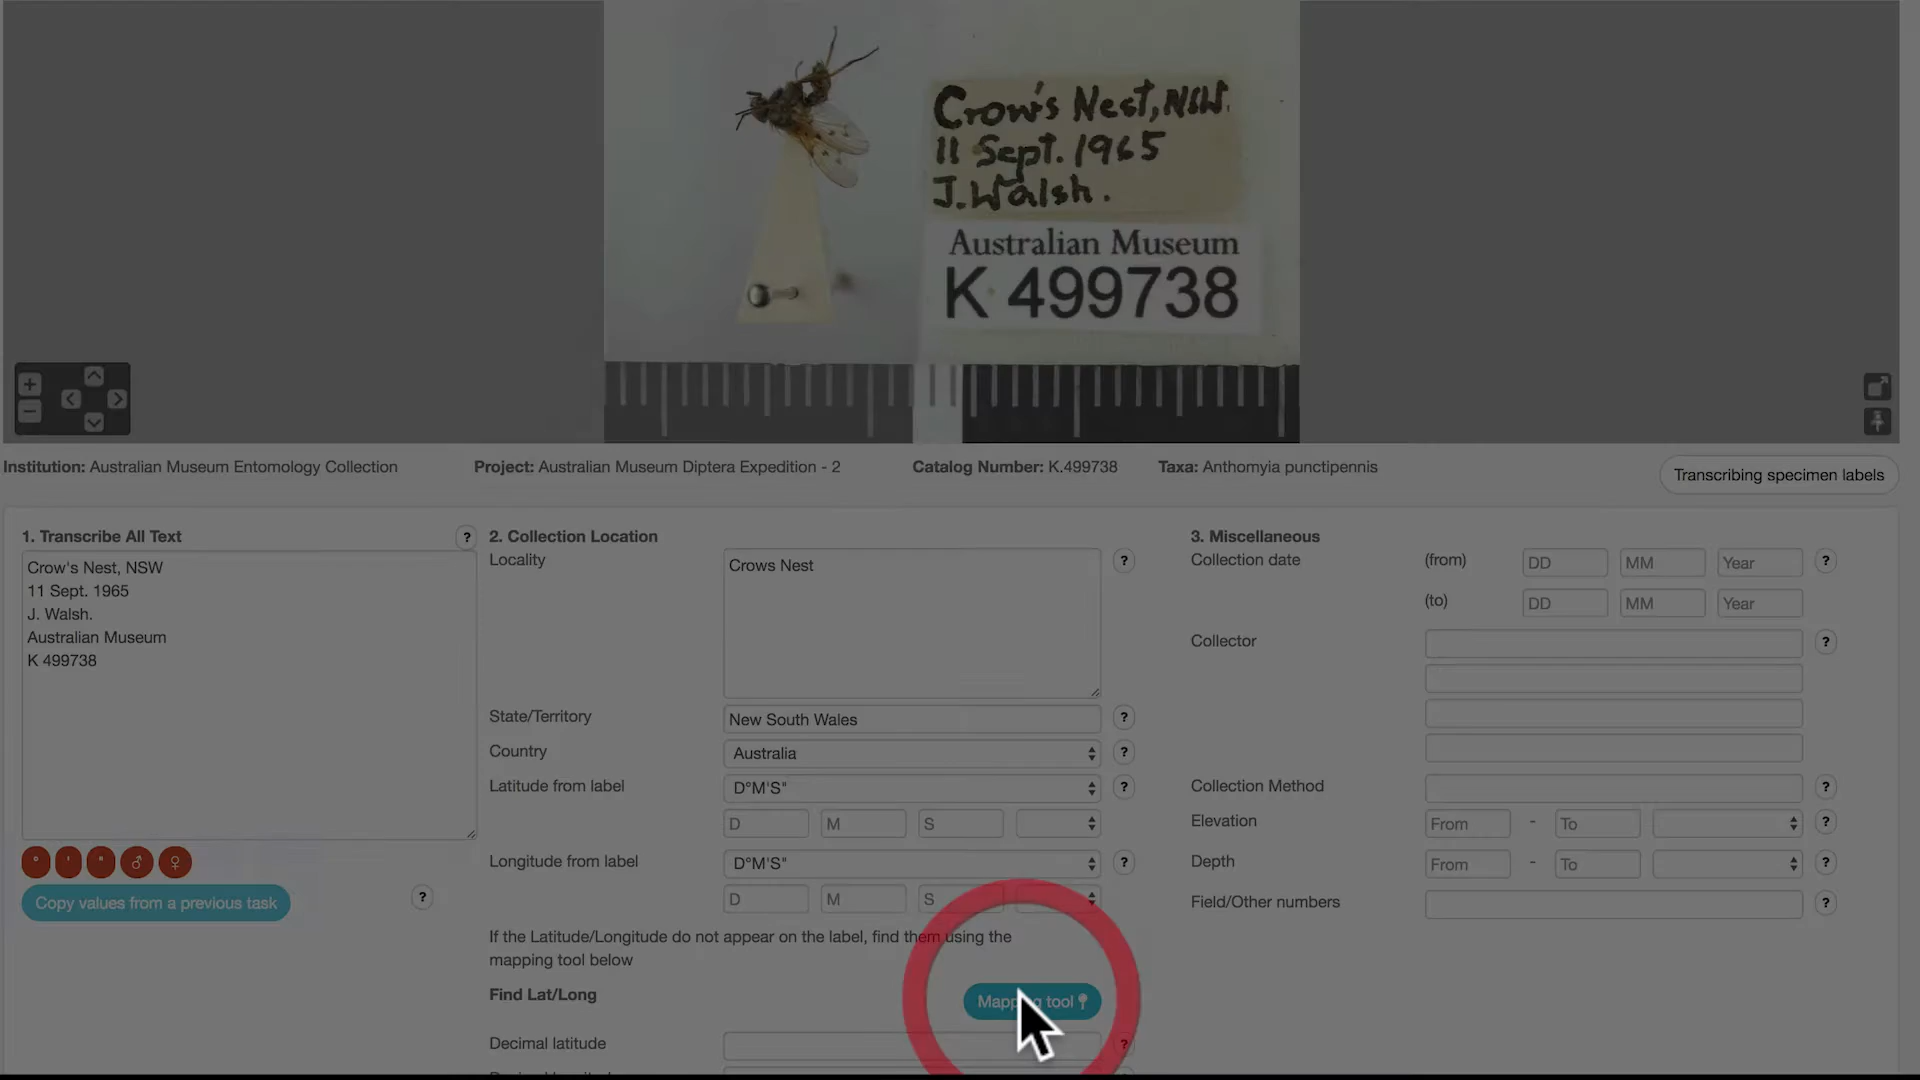 Crow's Nest, NSW.
11 Sept. 1965
J. Walsh.
Australian Museum
K 499738
Institution: Australian Museum Entomology Collection
Project: Australian Museum Diptera Expedition - 2
Catalog Number: K.499738
Taxa: Anthomyia punctipennis
Transcribing specimen labels
1. Transcribe All Text
?
Crow's Nest, NSW
11 Sept. 1965
J. Walsh.
Australian Museum
K 499738
° ' " ♂ ♀
Copy values from a previous task
?
2. Collection Location
Locality
Crows Nest
?
State/Territory
New South Wales
?
Country
Australia
?
Latitude from label
D°M'S"
?
D M S
Longitude from label
D°M'S"
?
D M S
If the Latitude/Longitude do not appear on the label, find them using the
mapping tool below
Find Lat/Long
Mapping tool
Decimal latitude
?
3. Miscellaneous
Collection date
(from) DD MM Year
?
(to) DD MM Year
Collector
?
Collection Method
?
Elevation
From - To
?
Depth
From - To
?
Field/Other numbers
?